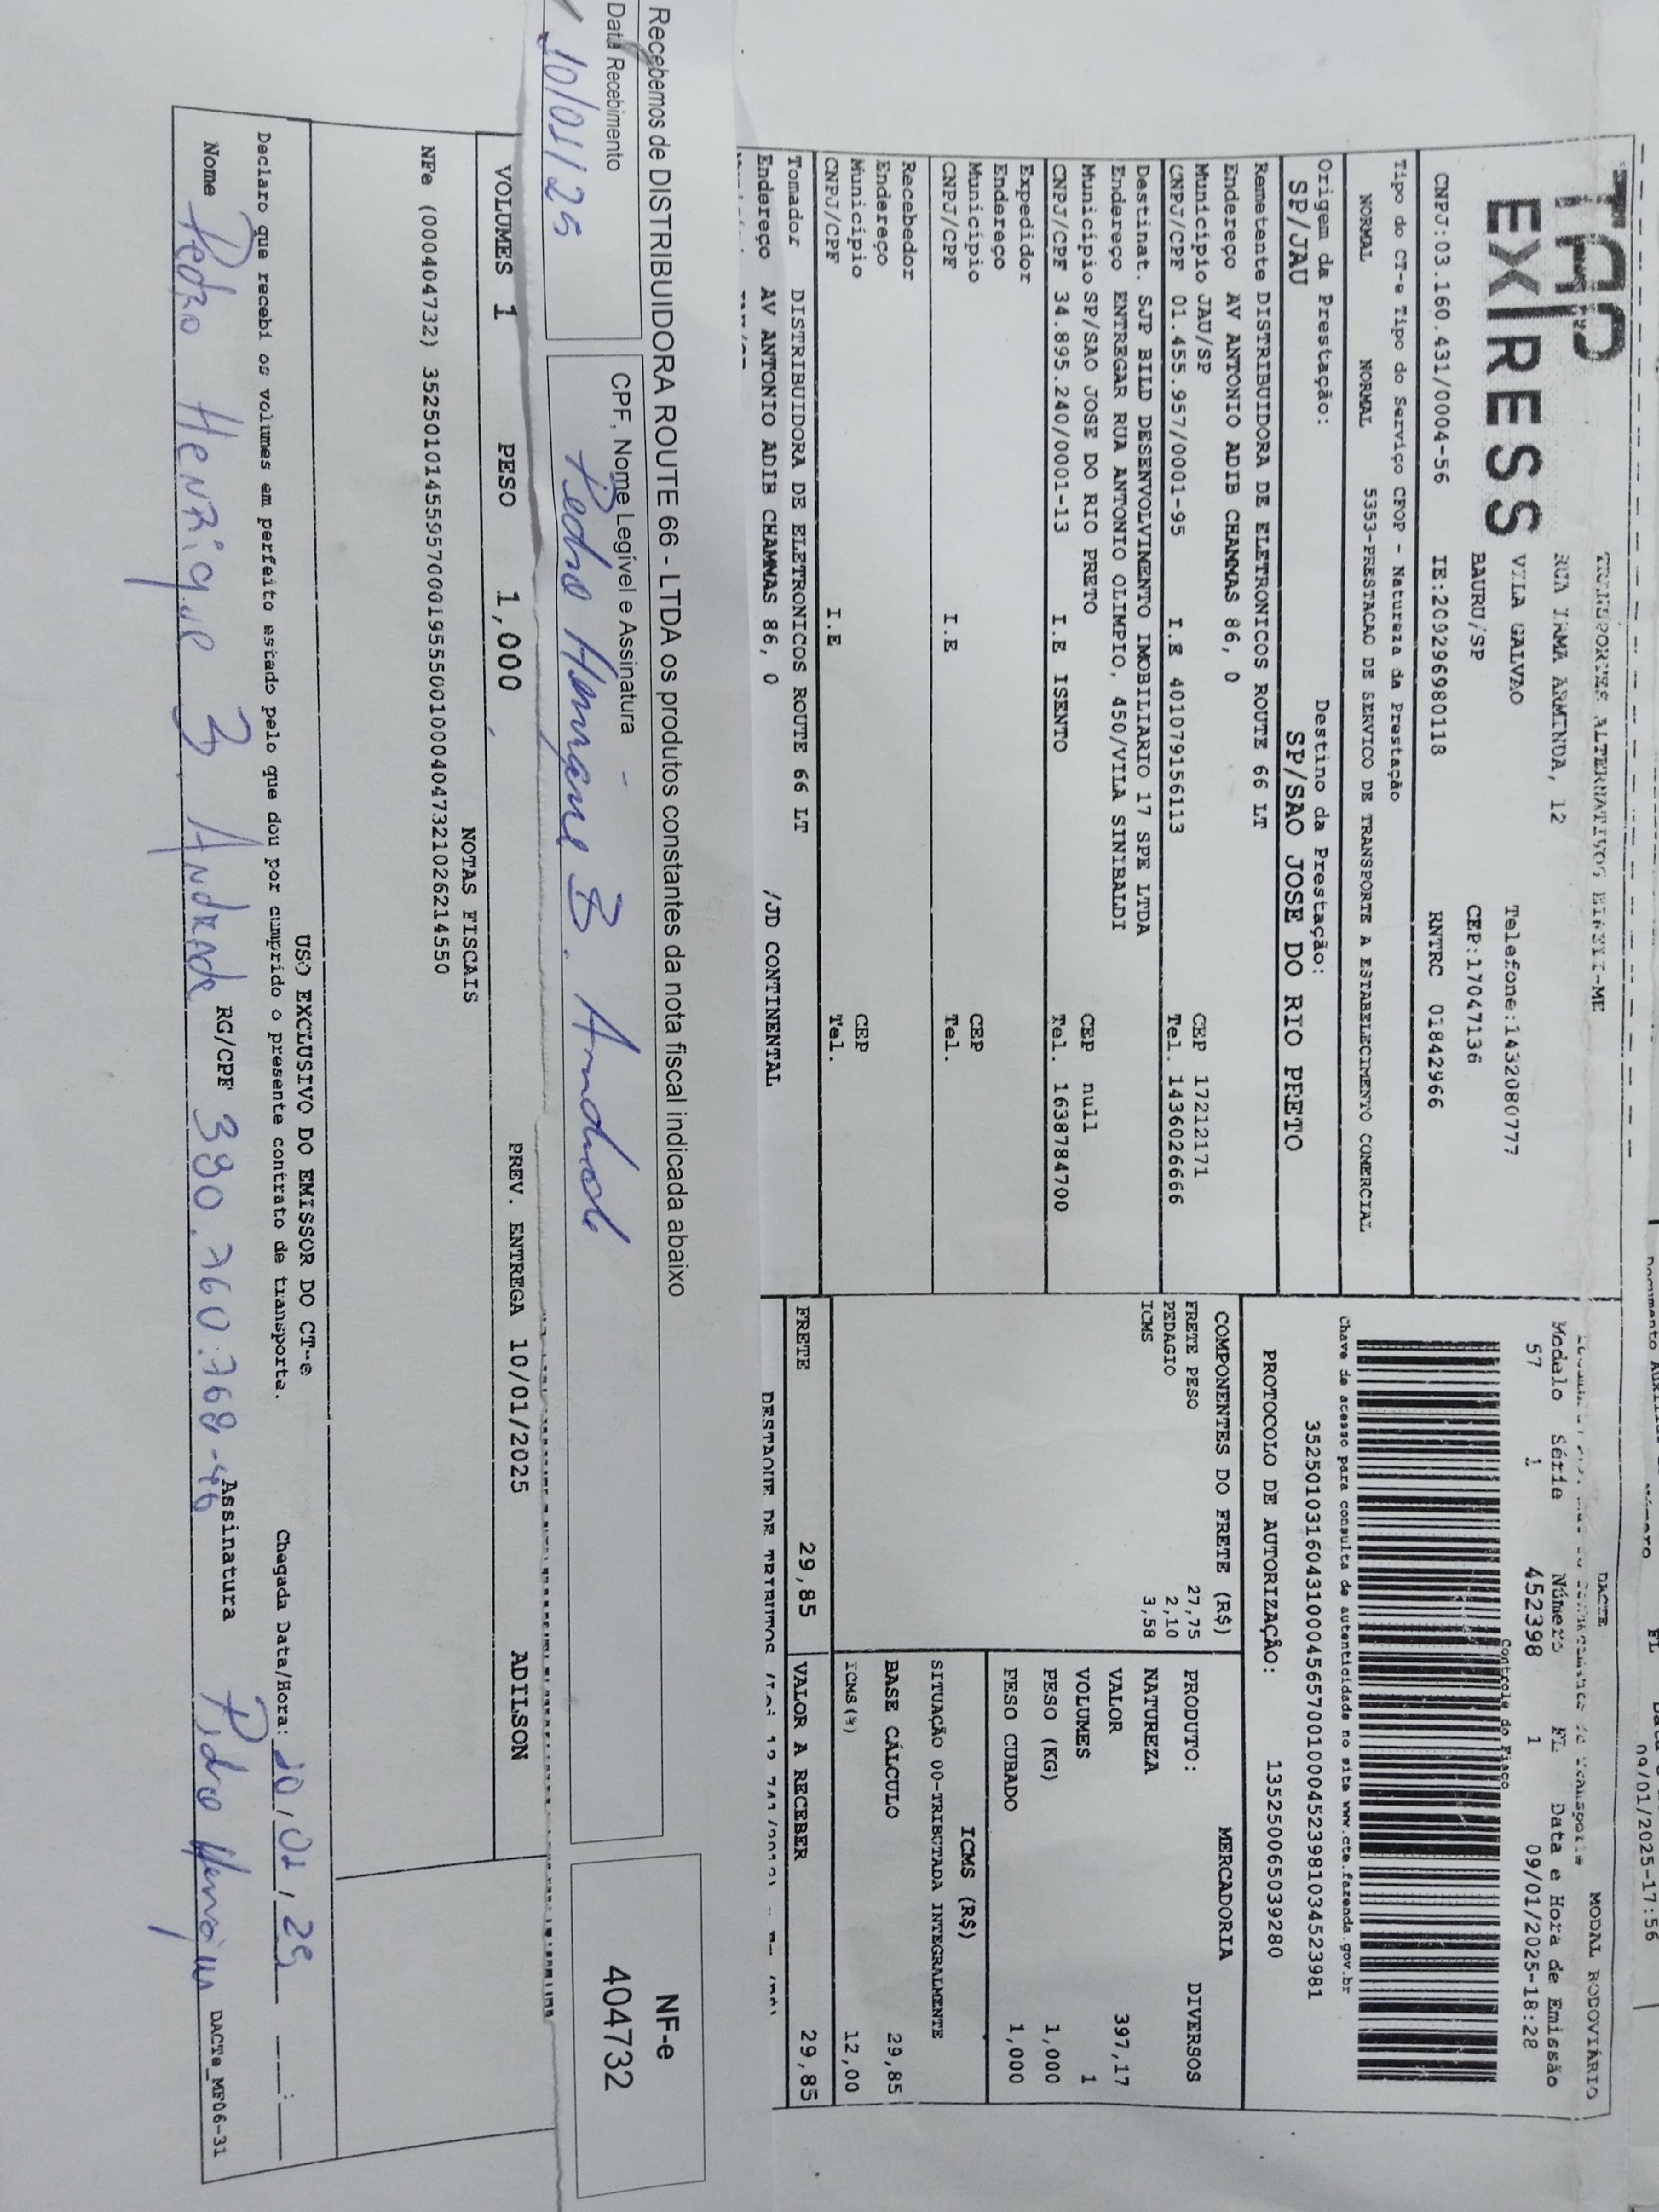 09/01/2025-17:56
TAP
EXPRESS
TRANSPORTES ALTERNATIVOS EIRELI-ME
RUA IRMA ARMINDA, 12
VILA GALVAO Telefone:1432080777
BAURU/SP CEP:17047136
CNPJ:03.160.431/0004-56 IE:209296980118 RNTRC 01842966
Tipo do CT-e Tipo do Serviço CFOP - Natureza da Prestação
NORMAL NORMAL 5353-PRESTACAO DE SERVICO DE TRANSPORTE A ESTABELECIMENTO COMERCIAL
Origem da Prestação: Destino da Prestação:
SP/JAU SP/SAO JOSE DO RIO PRETO
Remetente DISTRIBUIDORA DE ELETRONICOS ROUTE 66 LT
Endereço AV ANTONIO ADIB CHAMMAS 86, 0
Município JAU/SP CEP 17212171
CNPJ/CPF 01.455.957/0001-95 I.E 401079156113 Tel. 1436026666
Destinat. SJP BILD DESENVOLVIMENTO IMOBILIARIO 17 SPE LTDA
Endereço ENTREGAR RUA ANTONIO OLIMPIO, 450/VILA SINIBALDI
Município SP/SAO JOSE DO RIO PRETO CEP null
CNPJ/CPF 34.895.240/0001-13 I.E ISENTO Tel. 1638784700
Expedidor
Endereço
Município CEP
CNPJ/CPF I.E Tel.
Recebedor
Endereço
Município CEP
CNPJ/CPF I.E Tel.
Tomador DISTRIBUIDORA DE ELETRONICOS ROUTE 66 LT
Endereço AV ANTONIO ADIB CHAMMAS 86, 0 /JD CONTINENTAL
DACTE MODAL RODOVIÁRIO
Modelo Série Número FL Data e Hora de Emissão
57 1 452398 1 09/01/2025-18:28
Controle do Fisco
Chave de acesso para consulta de autenticidade no site www.cte.fazenda.gov.br
35250103160431000456570010004523981034523981
PROTOCOLO DE AUTORIZAÇÃO: 135250065039280
COMPONENTES DO FRETE (R$)
FRETE PESO 27,75
PEDAGIO 2,10
ICMS 3,58
MERCADORIA
PRODUTO: DIVERSOS
NATUREZA
VALOR 397,17
VOLUMES 1
PESO (KG) 1,000
PESO CUBADO 1,000
ICMS (R$)
SITUAÇÃO 00-TRIBUTADA INTEGRALMENTE
BASE CÁLCULO 29,85
ICMS(%) 12,00
FRETE 29,85 VALOR A RECEBER 29,85
DESTAQUE DE TRIBUTOS
Recebemos de DISTRIBUIDORA ROUTE 66 - LTDA os produtos constantes da nota fiscal indicada abaixo
Data Recebimento CPF, Nome Legível e Assinatura
10/01/25 Pedro Henrique B. Andrade
NF-e
404732
VOLUMES 1 PESO 1,000 PREV. ENTREGA 10/01/2025 ADILSON
NOTAS FISCAIS
NFe (000404732) 35250101455957000195550010004047321026214550
USO EXCLUSIVO DO EMISSOR DO CT-e
Declaro que recebi os volumes em perfeito estado pelo que dou por cumprido o presente contrato de transporte. Chegada Data/Hora: 10/01/25 __:__
Nome Pedro Henrique B Andrade RG/CPF 390.760.768-46 Assinatura Pedro Henrique
DACTe_MF06-31